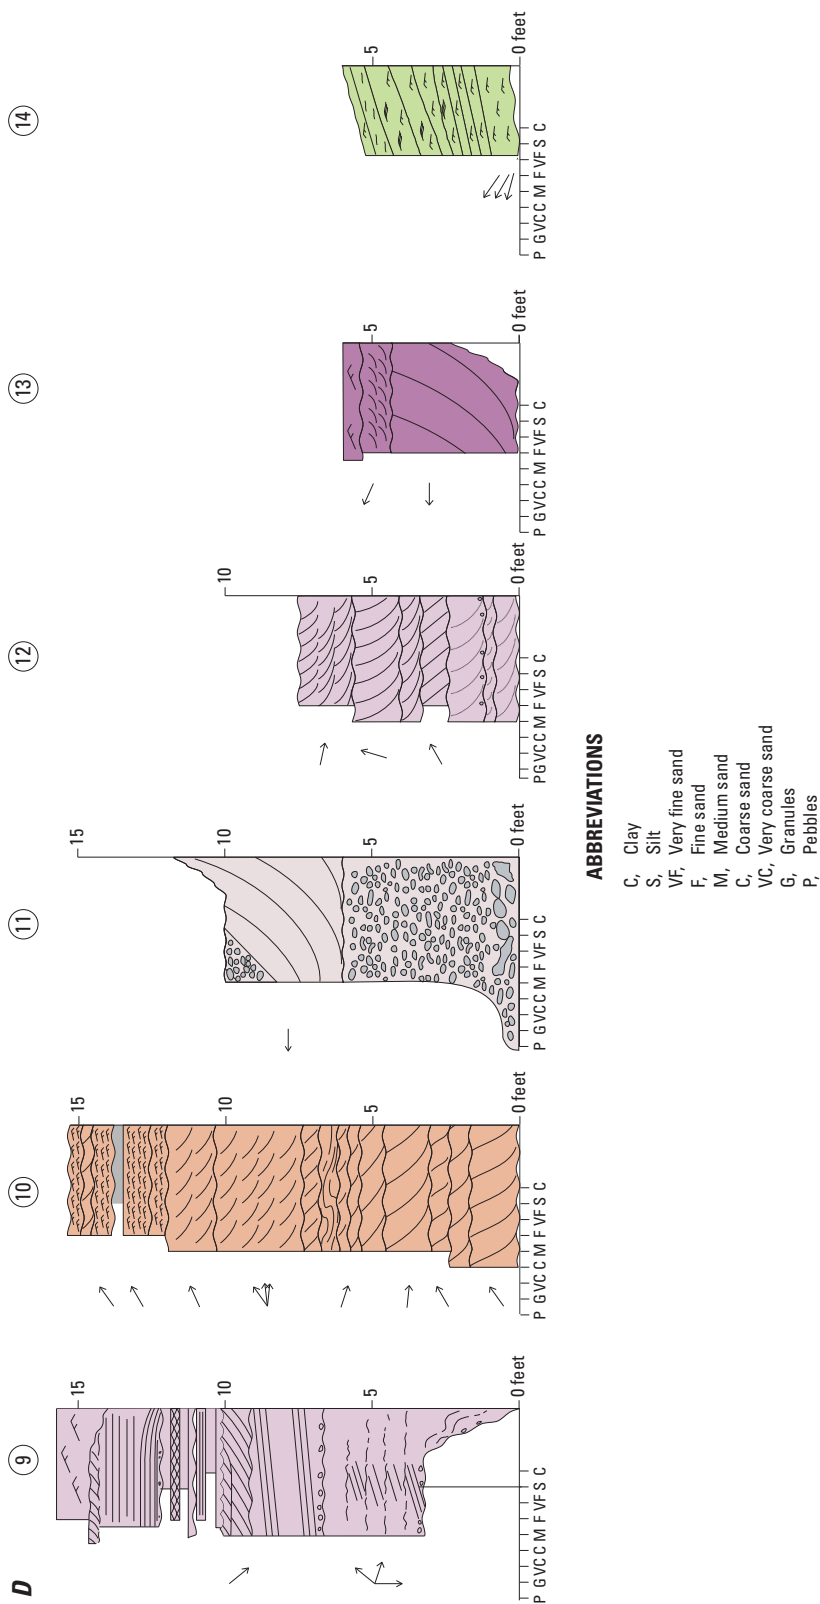 D
9 10 11 12 13 14
15 15 15
10 10 10 10
5 5 5 5 5 5
0 feet 0 feet 0 feet 0 feet 0 feet 0 feet
P G VC C M F VF S C
P G VC C M F VF S C
P G VC C M F VF S C
P G VC C M F VF S C
P G VC C M F VF S C
P G VC C M F VF S C
ABBREVIATIONS
C, Clay
S, Silt
VF, Very fine sand
F, Fine sand
M, Medium sand
C, Coarse sand
VC, Very coarse sand
G, Granules
P, Pebbles